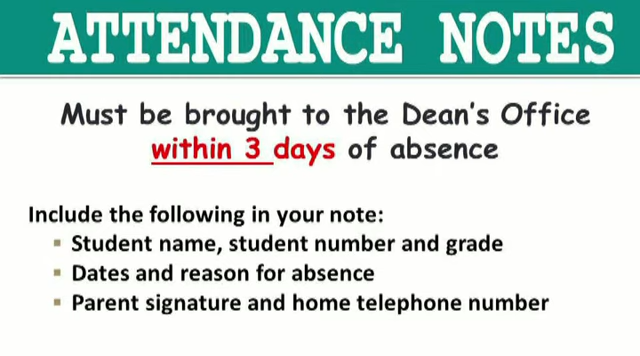 ATTENDANCE NOTES
Must be brought to the Dean's Office
within 3 days of absence
Include the following in your note:
▪ Student name, student number and grade
▪ Dates and reason for absence
▪ Parent signature and home telephone number